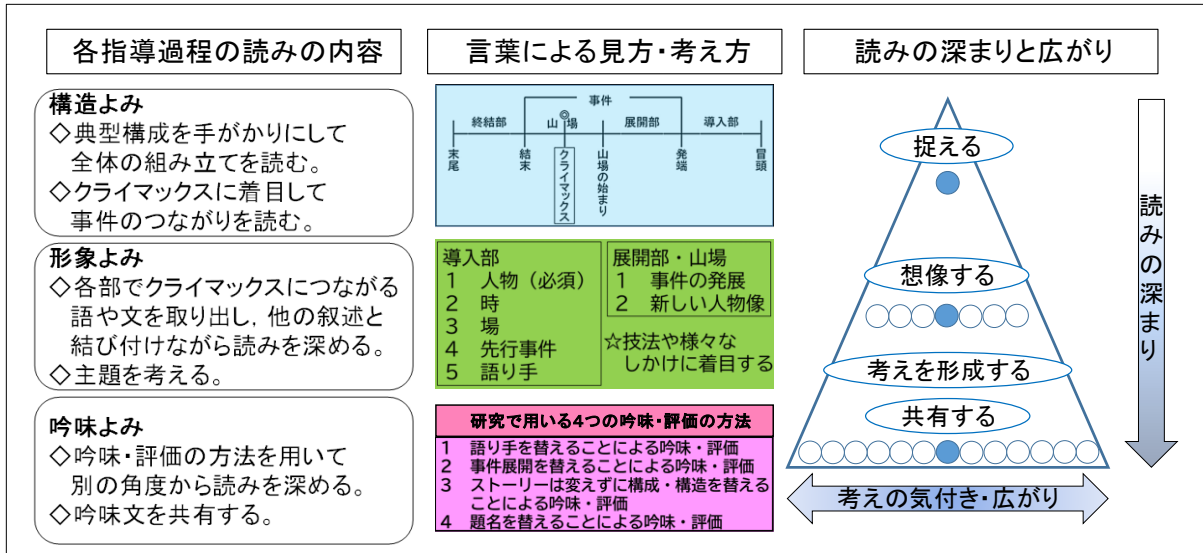 各指導過程の読みの内容
構造よみ
◇典型構成を手がかりにして
全体の組み立てを読む。
◇クライマックスに着目して
事件のつながりを読む。
形象よみ
◇各部でクライマックスにつながる
語や文を取り出し，他の叙述と
結び付けながら読みを深める。
◇主題を考える。
吟味よみ
◇吟味・評価の方法を用いて
別の角度から読みを深める。
◇吟味文を共有する。
言葉による見方・考え方
事件
終結部
山場
展開部
導入部
末尾
結末
クライマックス
山場の始まり
発端
冒頭
導入部
1 人物（必須）
2 時
3 場
4 先行事件
5 語り手
展開部・山場
1 事件の発展
2 新しい人物像
☆技法や様々な
しかけに着目する
研究で用いる4つの吟味・評価の方法
1 語り手を替えることによる吟味・評価
2 事件展開を替えることによる吟味・評価
3 ストーリーは変えずに構成・構造を替える
ことによる吟味・評価
4 題名を替えることによる吟味・評価
読みの深まりと広がり
捉える
想像する
考えを形成する
共有する
考えの気付き・広がり
読みの深まり